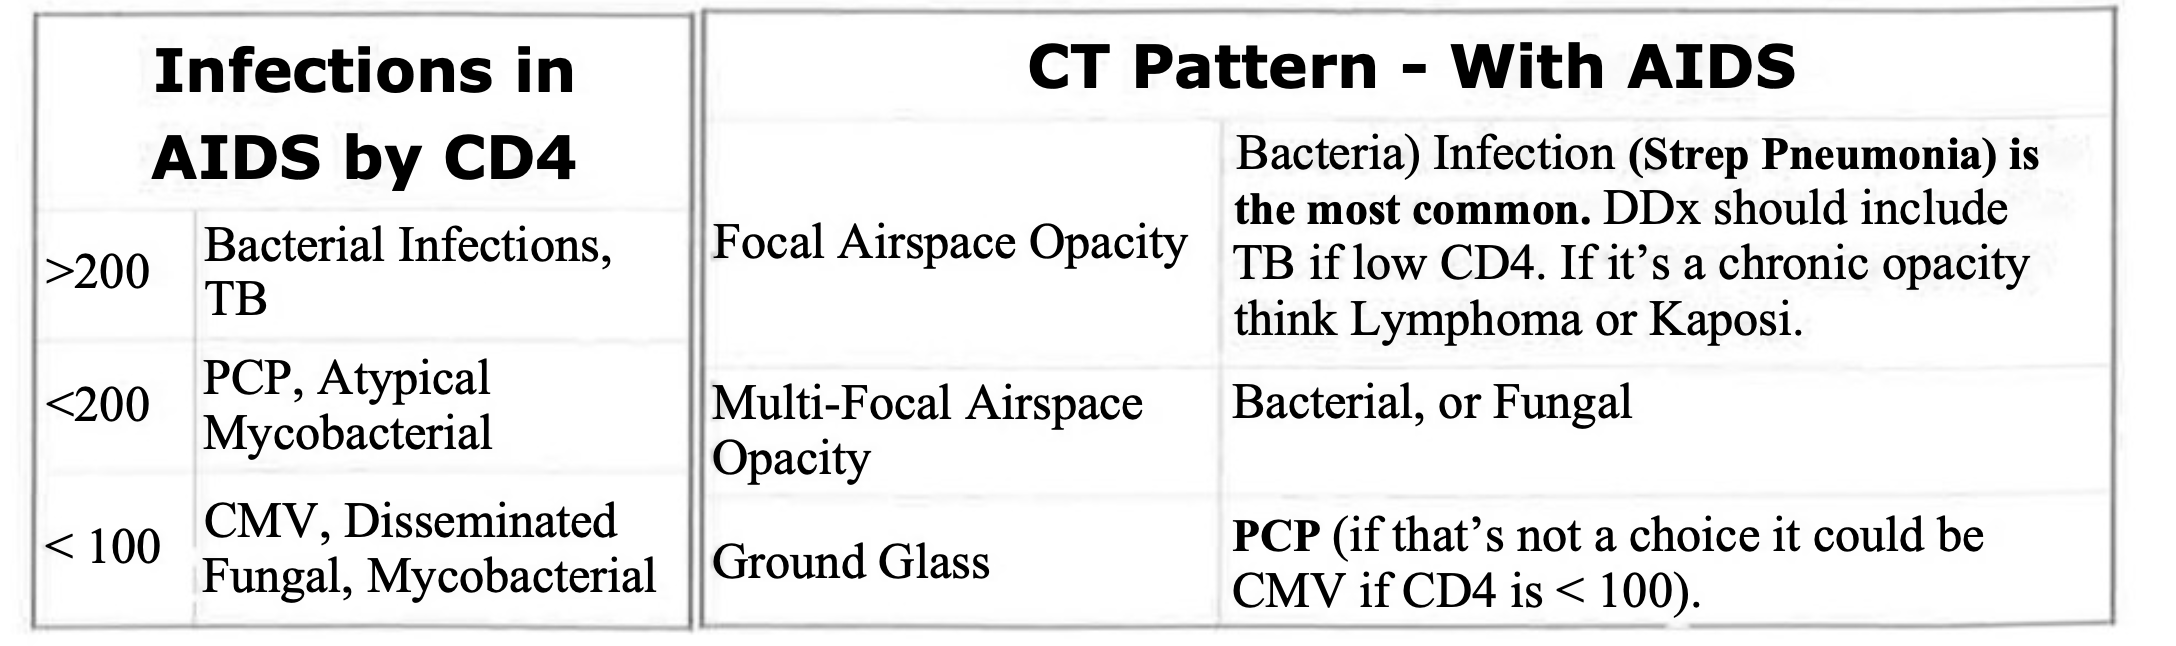 Infections in
AIDS by CD4
>200
Bacterial Infections,
TB
<200
PCP, Atypical
Mycobacterial
< 100
CMV, Disseminated
Fungal, Mycobacterial
CT Pattern - With AIDS
Focal Airspace Opacity
Bacteria) Infection (Strep Pneumonia) is
the most common. DDx should include
TB if low CD4. If it’s a chronic opacity
think Lymphoma or Kaposi.
Multi-Focal Airspace
Opacity
Bacterial, or Fungal
Ground Glass
PCP (if that’s not a choice it could be
CMV if CD4 is < 100).